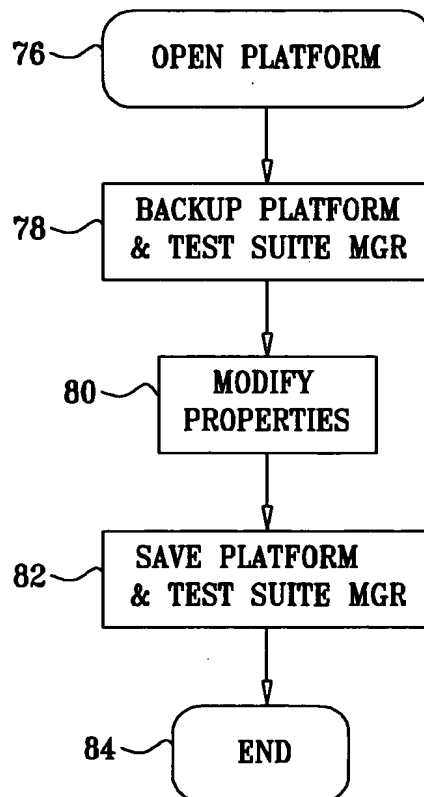 76
OPEN PLATFORM
78
BACKUP PLATFORM
& TEST SUITE MGR
80
MODIFY
PROPERTIES
82
SAVE PLATFORM
& TEST SUITE MGR
84
END